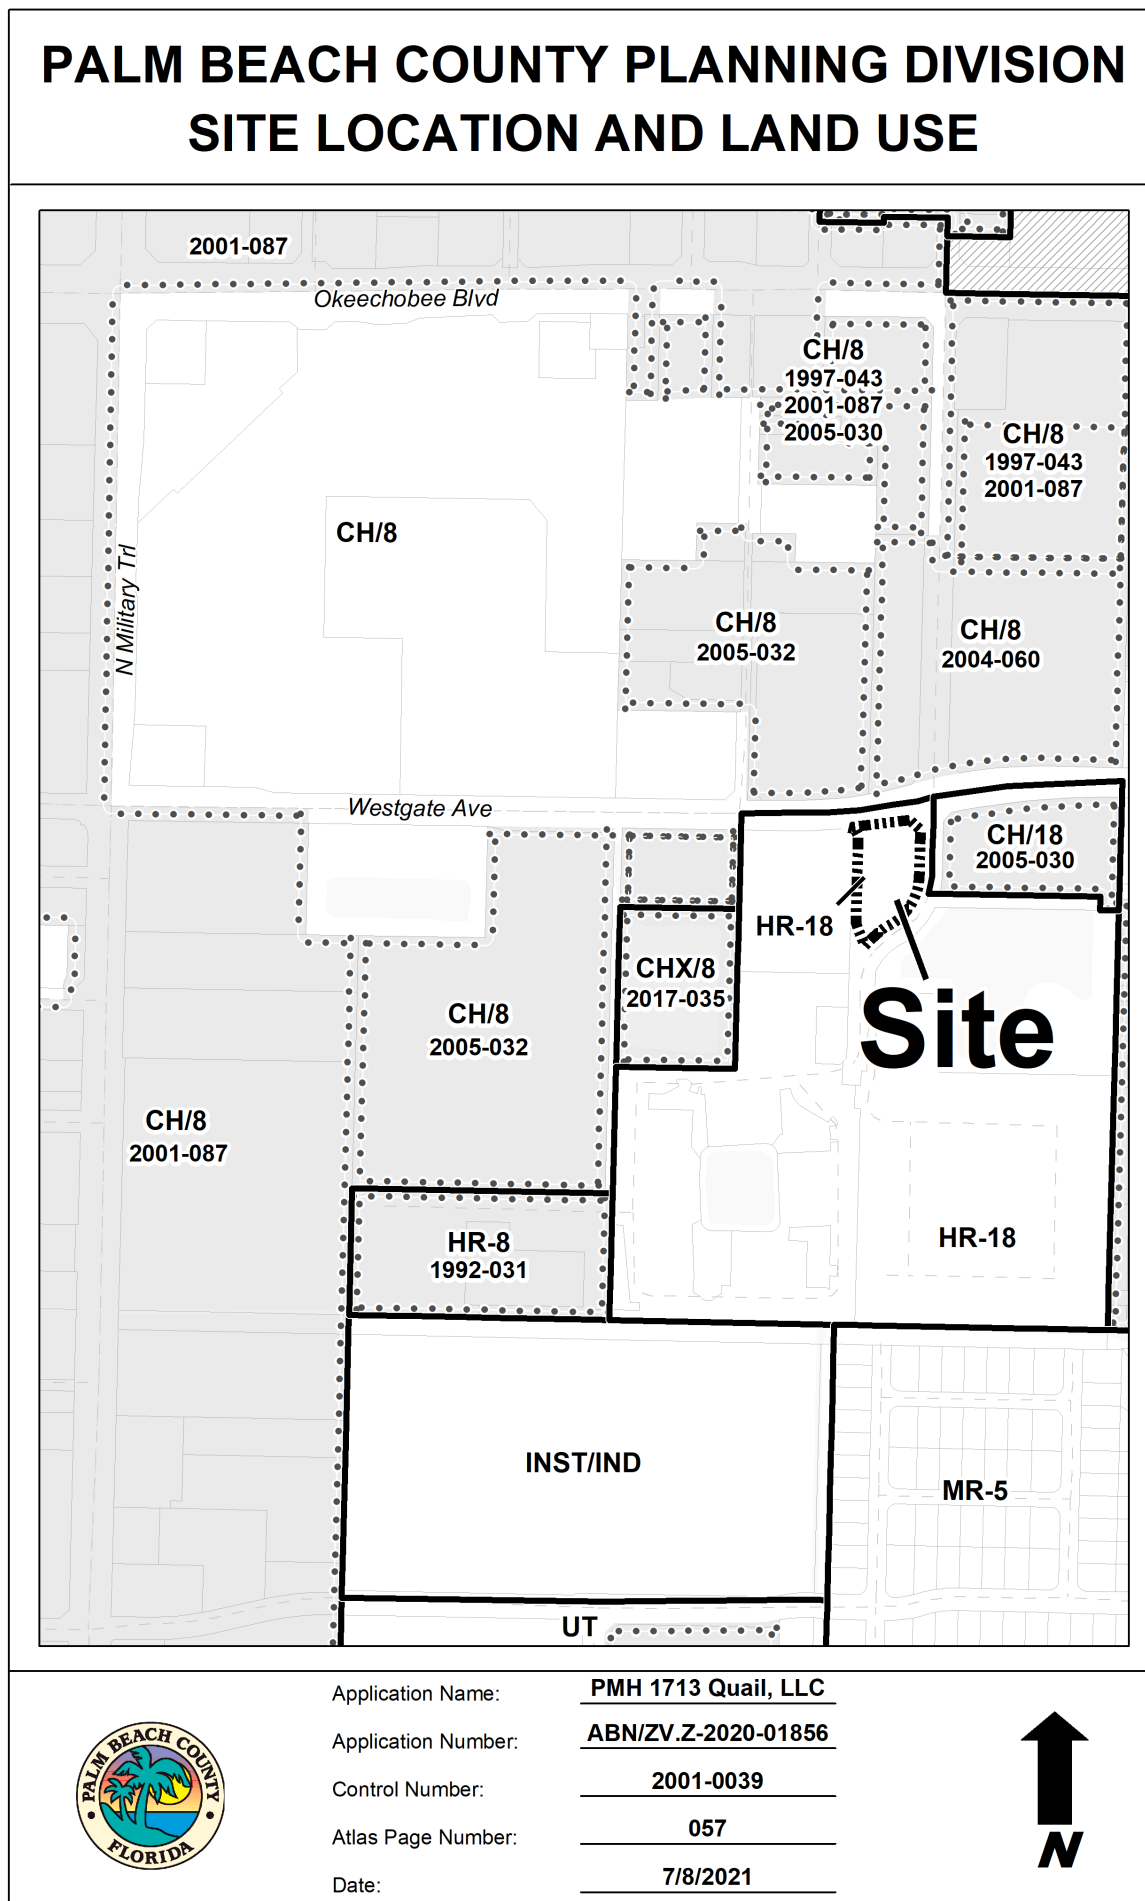 PALM BEACH COUNTY PLANNING DIVISION
SITE LOCATION AND LAND USE
2001-087
Okeechobee Blvd
CH/8
1997-043
2001-087
2005-030
CH/8
1997-043
2001-087
CH/8
N Military Trl
CH/8
2005-032
CH/8
2004-060
Westgate Ave
CH/18
2005-030
HR-18
CHX/8
2017-035
Site
CH/8
2005-032
CH/8
2001-087
HR-8
1992-031
HR-18
INST/IND
MR-5
UT
Application Name: PMH 1713 Quail, LLC
Application Number: ABN/ZV.Z-2020-01856
Control Number: 2001-0039
Atlas Page Number: 057
Date: 7/8/2021
PALM BEACH COUNTY
FLORIDA
N